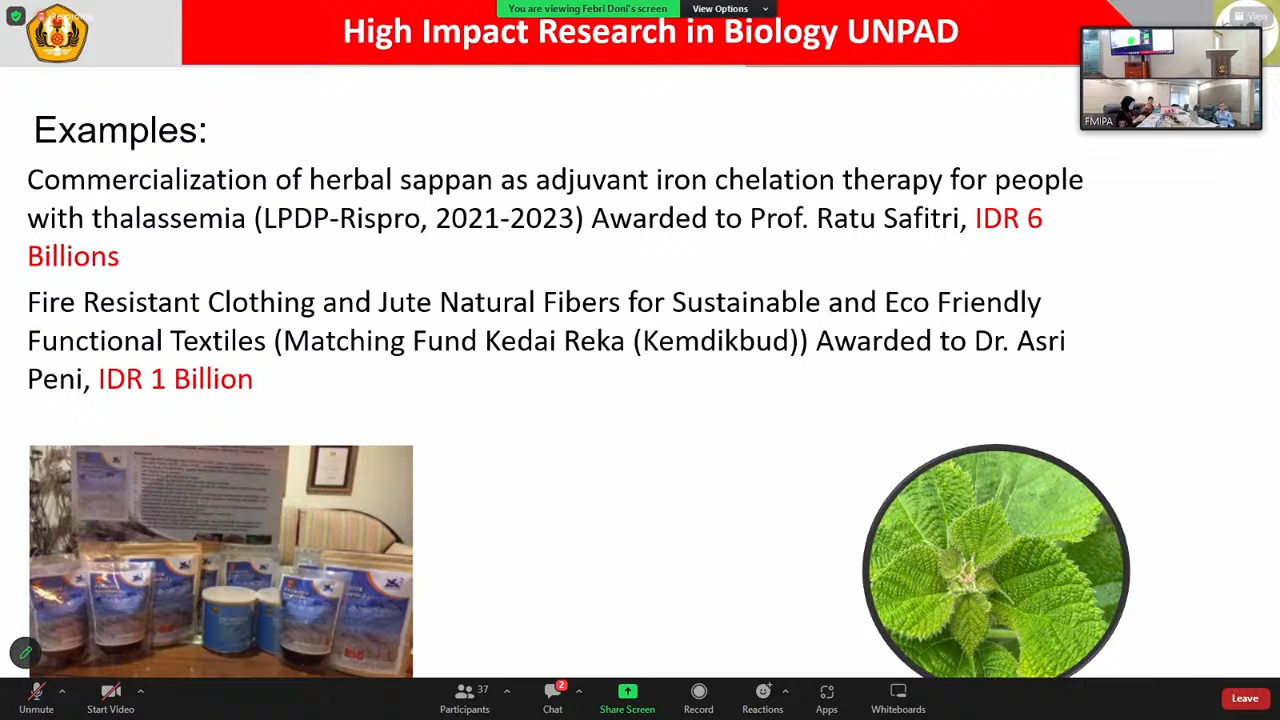 You are viewing Febri Doni's screen
View Options
View
High Impact Research in Biology UNPAD
FMIPA
Examples:
Commercialization of herbal sappan as adjuvant iron chelation therapy for people
with thalassemia (LPDP-Rispro, 2021-2023) Awarded to Prof. Ratu Safitri, IDR 6
Billions
Fire Resistant Clothing and Jute Natural Fibers for Sustainable and Eco Friendly
Functional Textiles (Matching Fund Kedai Reka (Kemdikbud)) Awarded to Dr. Asri
Peni, IDR 1 Billion
Unmute
Start Video
37
Participants
2
Chat
Share Screen
Record
Reactions
Apps
Whiteboards
Leave